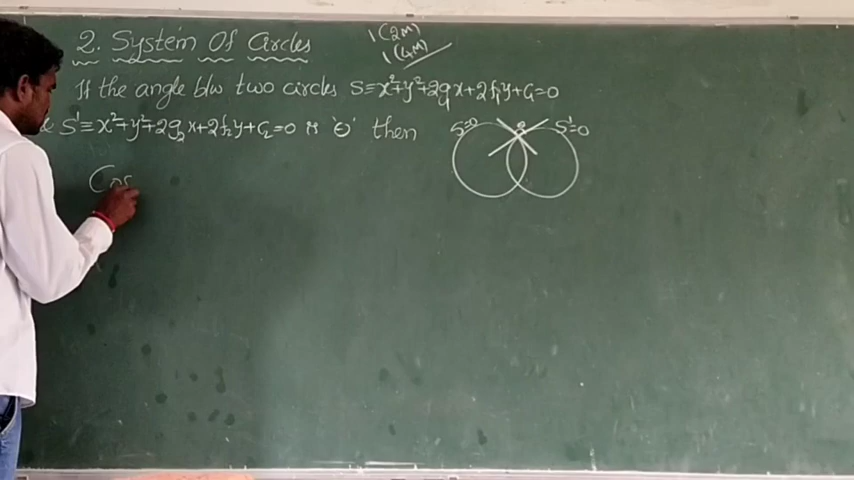 2. System Of Circles
1(2M)
1(4M)
If the angle b/w two circles S≡x²+y²+2g₁x+2f₁y+C₁=0
& S'≡x²+y²+2g₂x+2f₂y+C₂=0 is 'θ' then
S=0 θ S'=0
Cos